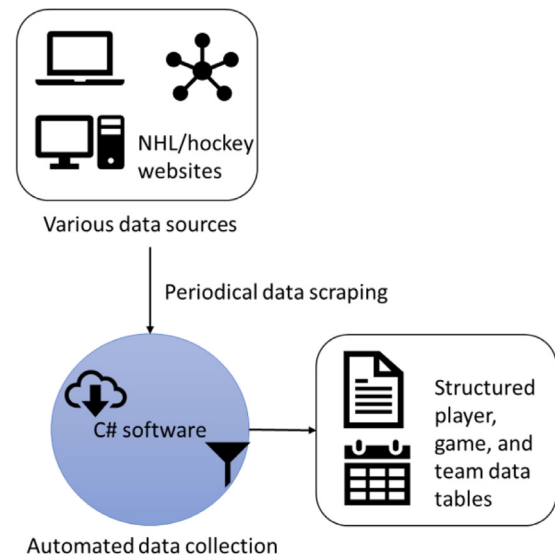 NHL/hockey
websites
Various data sources
Periodical data scraping
C# software
Structured
player,
game, and
team data
tables
Automated data collection